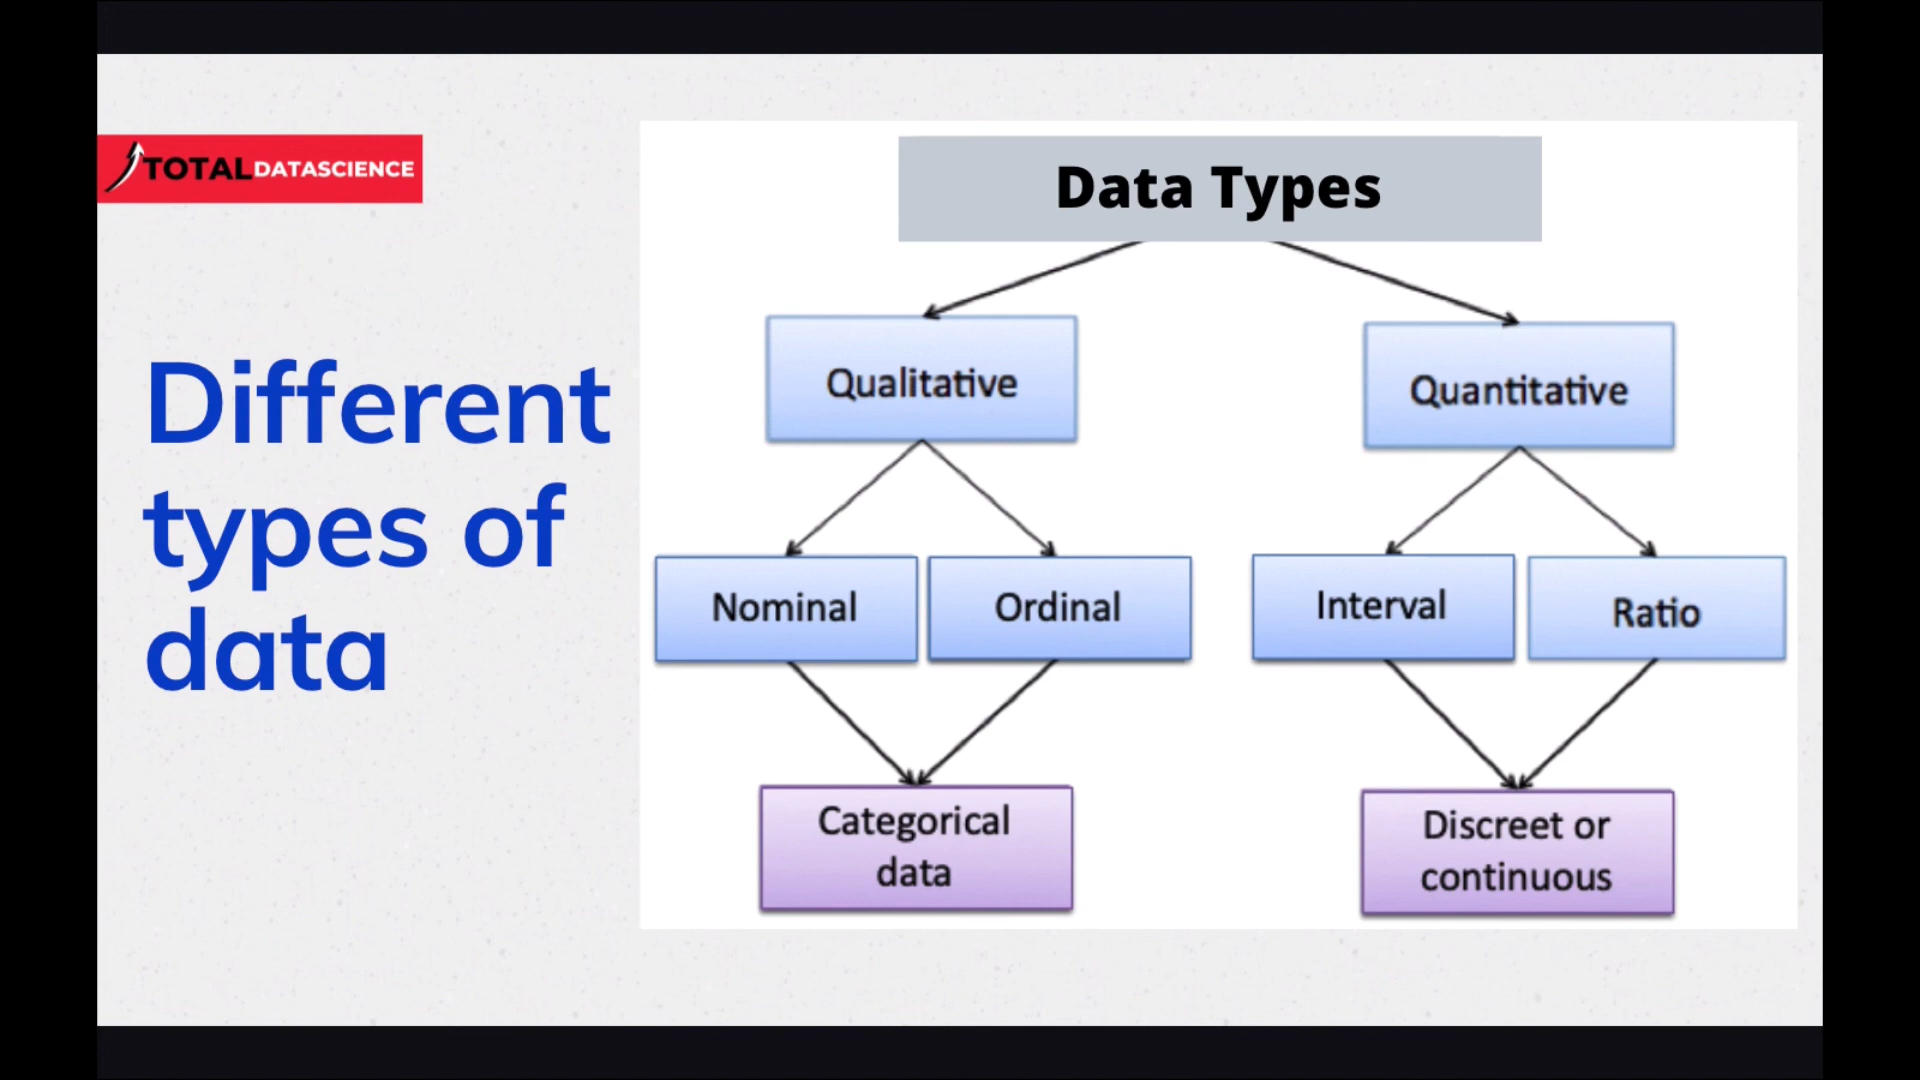 TOTALDATASCIENCE
Different
types of
data
Data Types
Qualitative
Quantitative
Nominal
Ordinal
Interval
Ratio
Categorical
data
Discreet or
continuous